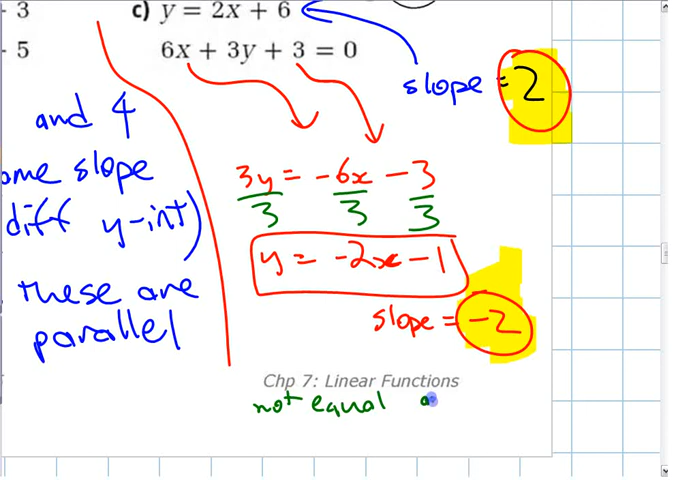 - 3
- 5
and 4
ome slope
diff y-int)
these are
parallel
c) y = 2x + 6
6x + 3y + 3 = 0
slope = 2
3y = -6x - 3
3 3 3
y = -2x - 1
slope = -2
Chp 7: Linear Functions
not equal